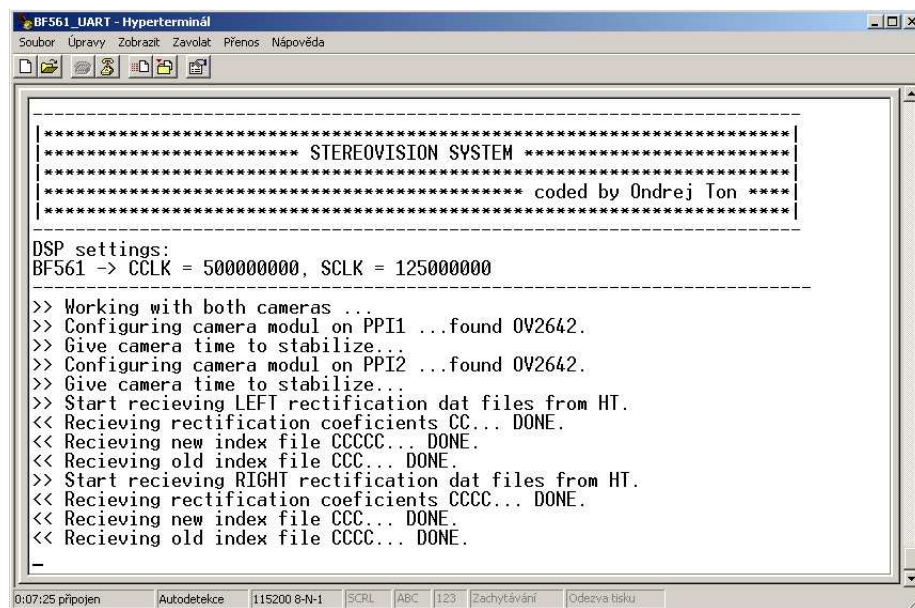 BF561_UART - Hyperterminál
Soubor Úpravy Zobrazit Zavolat Přenos Nápověda
----------------------------------------------------------------------
|**********************************************************************|
|************************ STEREOVISION SYSTEM *************************|
|**********************************************************************|
|********************************************* coded by Ondrej Ton ****|
|**********************************************************************|
----------------------------------------------------------------------
DSP settings:
BF561 -> CCLK = 500000000, SCLK = 125000000
----------------------------------------------------------------------
>> Working with both cameras ...
>> Configuring camera modul on PPI1 ...found OV2642.
>> Give camera time to stabilize...
>> Configuring camera modul on PPI2 ...found OV2642.
>> Give camera time to stabilize...
>> Start recieving LEFT rectification dat files from HT.
<< Recieving rectification coeficients CC... DONE.
<< Recieving new index file CCCCC... DONE.
<< Recieving old index file CCC... DONE.
>> Start recieving RIGHT rectification dat files from HT.
<< Recieving rectification coeficients CCCC... DONE.
<< Recieving new index file CCC... DONE.
<< Recieving old index file CCCC... DONE.
_
0:07:25 připojen Autodetekce 115200 8-N-1 SCRL ABC 123 Zachytávání Odezva tisku